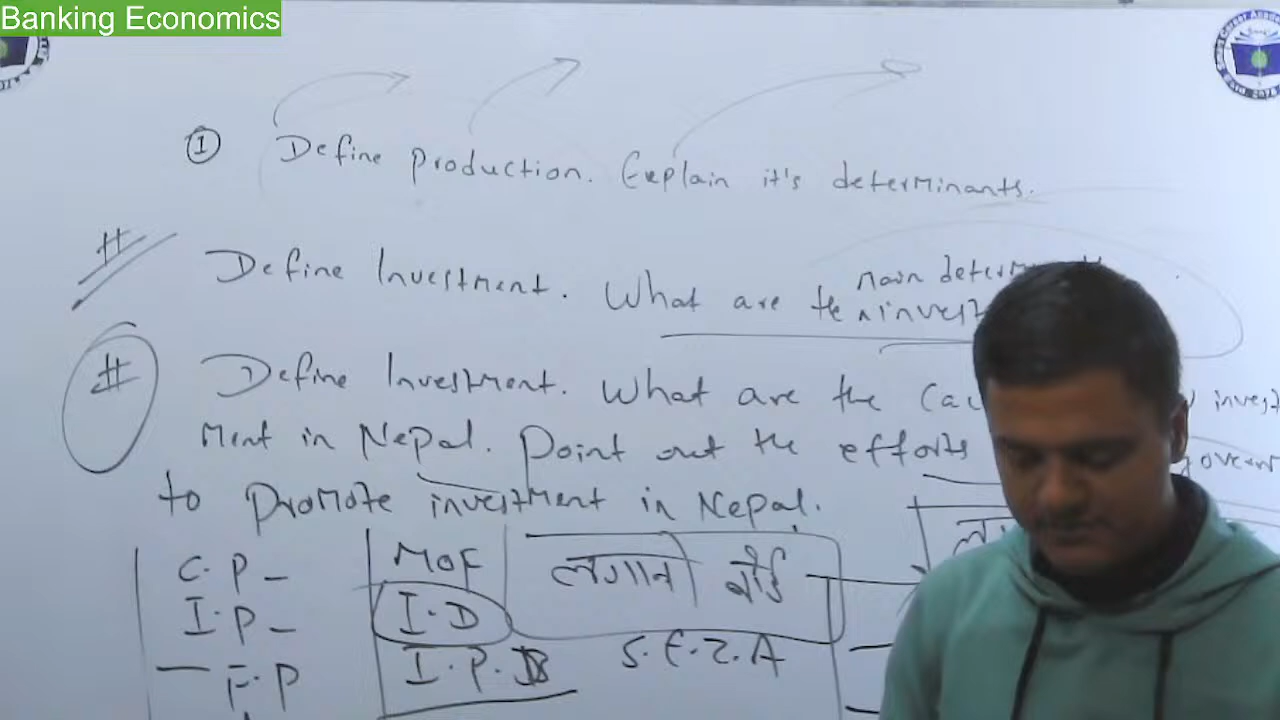 Banking Economics
① Define production. Explain it's determinants.
# Define Investment. What are the main
# Define Investment. What are the
invest
ment in Nepal. Point out the efforts
to promote investment in Nepal.
C.P - MOF लगानी बोर्ड
I.P - I.D
F.P I.P.B S.E.Z.A